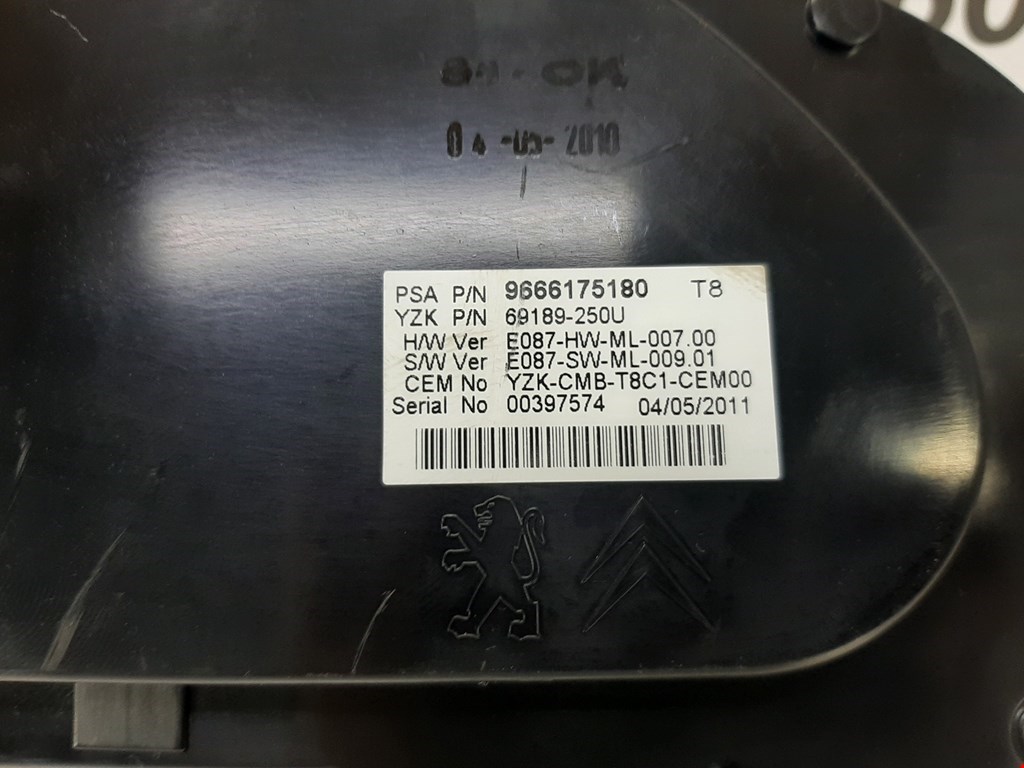 04-05-2010
PSA P/N 9666175180 T8
YZK P/N 69189-250U
H/W Ver E087-HW-ML-007.00
S/W Ver E087-SW-ML-009.01
CEM No YZK-CMB-T8C1-CEM00
Serial No 00397574 04/05/2011